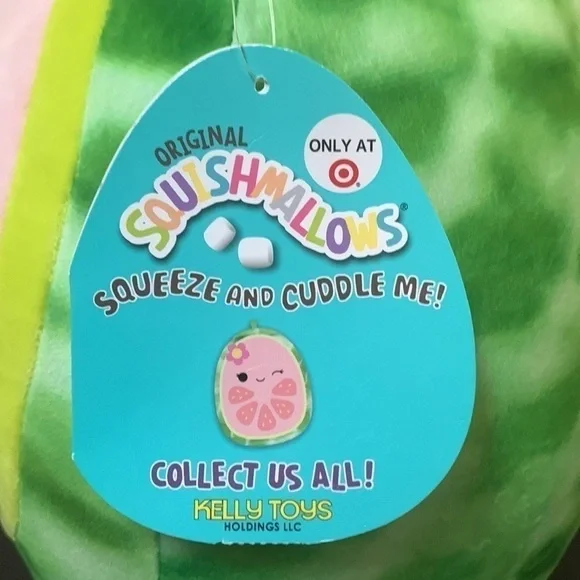 ORIGINAL
ONLY AT
SQUISHMALLOWS®
SQUEEZE AND CUDDLE ME!
COLLECT US ALL!
KELLY TOYS
HOLDINGS LLC